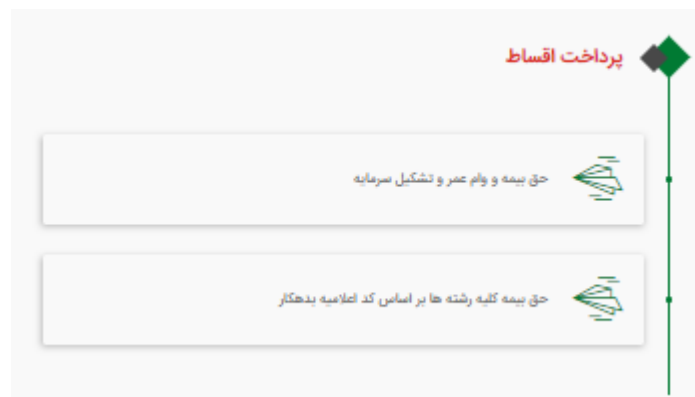 پرداخت اقساط
حق بیمه و وام عمر و تشکیل سرمایه
حق بیمه کلیه رشته ها بر اساس کد اعلامیه بدهکار